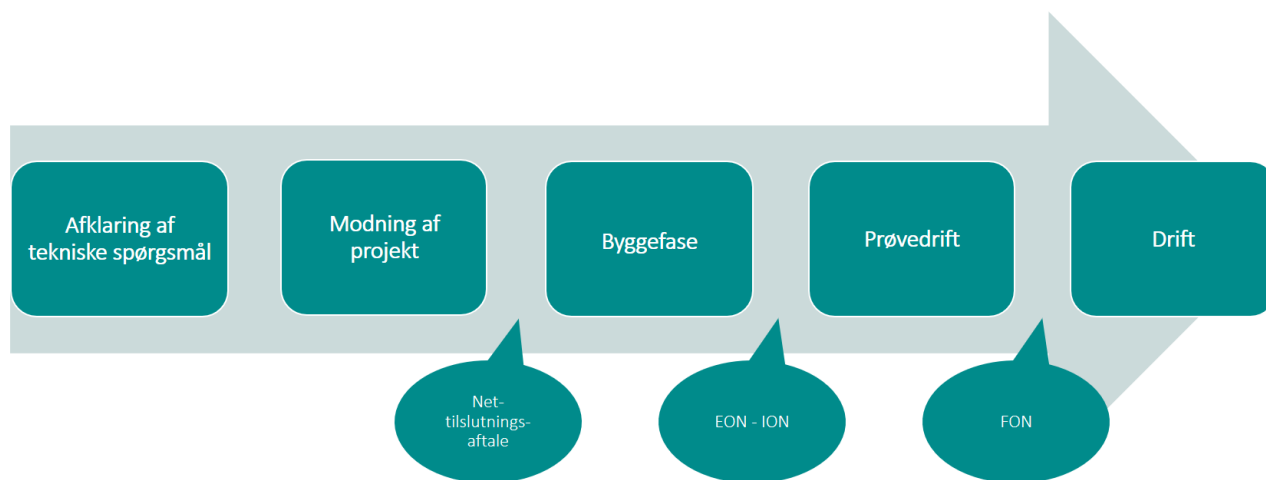 Afklaring af
tekniske spørgsmål
Modning af
projekt
Byggefase
Prøvedrift
Drift
Net-
tilslutnings-
aftale
EON - ION
FON